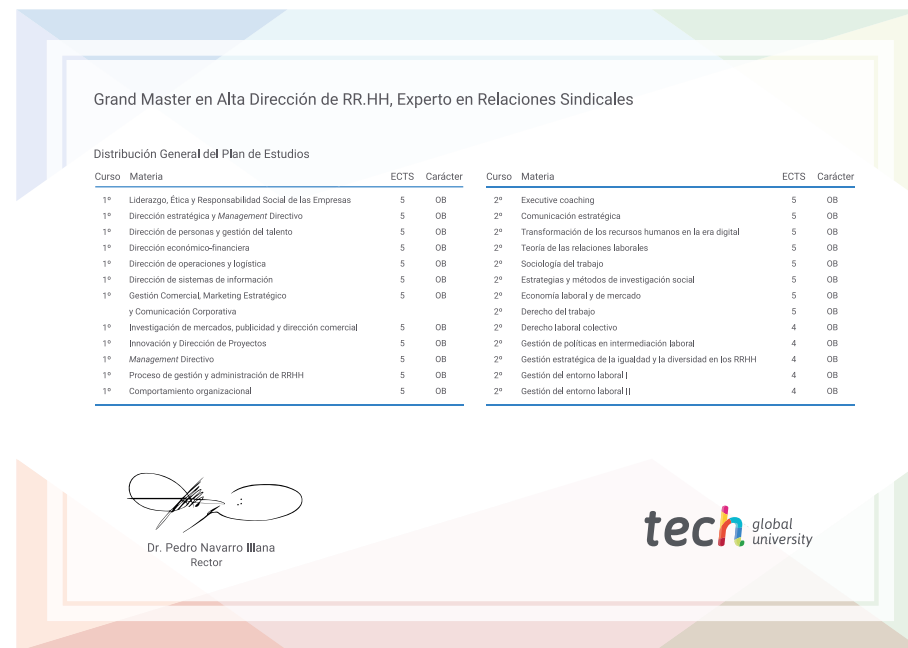 Grand Master en Alta Dirección de RR.HH, Experto en Relaciones Sindicales
Distribución General del Plan de Estudios
Curso Materia ECTS Carácter
1º Liderazgo, Ética y Responsabilidad Social de las Empresas 5 OB
1º Dirección estratégica y Management Directivo 5 OB
1º Dirección de personas y gestión del talento 5 OB
1º Dirección económico-financiera 5 OB
1º Dirección de operaciones y logística 5 OB
1º Dirección de sistemas de información 5 OB
1º Gestión Comercial, Marketing Estratégico 5 OB
y Comunicación Corporativa
1º Investigación de mercados, publicidad y dirección comercial 5 OB
1º Innovación y Dirección de Proyectos 5 OB
1º Management Directivo 5 OB
1º Proceso de gestión y administración de RRHH 5 OB
1º Comportamiento organizacional 5 OB
Curso Materia ECTS Carácter
2º Executive coaching 5 OB
2º Comunicación estratégica 5 OB
2º Transformación de los recursos humanos en la era digital 5 OB
2º Teoría de las relaciones laborales 5 OB
2º Sociología del trabajo 5 OB
2º Estrategias y métodos de investigación social 5 OB
2º Economía laboral y de mercado 5 OB
2º Derecho del trabajo 5 OB
2º Derecho laboral colectivo 4 OB
2º Gestión de políticas en intermediación laboral 4 OB
2º Gestión estratégica de la igualdad y la diversidad en los RRHH 4 OB
2º Gestión del entorno laboral I 4 OB
2º Gestión del entorno laboral II 4 OB
Dr. Pedro Navarro Illana
Rector
tech global
university